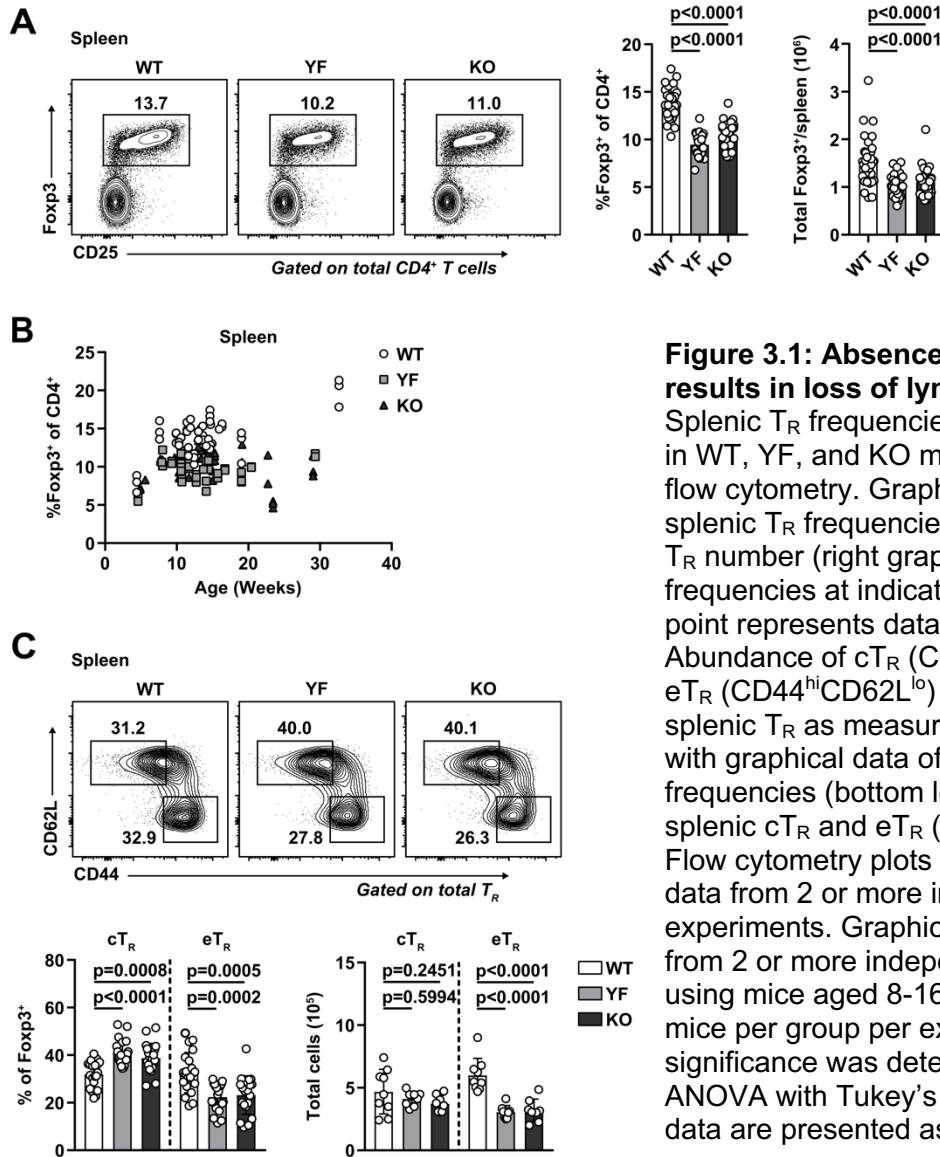 A
Spleen
WT YF KO
13.7 10.2 11.0
Foxp3
CD25
Gated on total CD4⁺ T cells
p<0.0001
p<0.0001
%Foxp3⁺ of CD4⁺
20
15
10
5
0
WT YF KO
p<0.0001
p<0.0001
Total Foxp3⁺/spleen (10⁶)
4
3
2
1
0
WT YF KO
B
Spleen
%Foxp3⁺ of CD4⁺
25
20
15
10
5
0
0 10 20 30 40
Age (Weeks)
WT
YF
KO
C
Spleen
WT YF KO
31.2 40.0 40.1
32.9 27.8 26.3
CD62L
CD44
Gated on total T_R
cT_R eT_R
p=0.0008 p=0.0005
p<0.0001 p=0.0002
% of Foxp3⁺
80
60
40
20
0
cT_R eT_R
p=0.2451 p<0.0001
p=0.5994 p<0.0001
Total cells (10⁵)
15
10
5
0
WT
YF
KO
Figure 3.1: Absence
results in loss of
Splenic T_R frequencie
in WT, YF, and KO m
flow cytometry. Graph
splenic T_R frequencie
T_R number (right grap
frequencies at indicat
point represents data
Abundance of cT_R (C
eT_R (CD44ʰⁱCD62Lˡᵒ)
splenic T_R as measur
with graphical data of
frequencies (bottom l
splenic cT_R and eT_R (
Flow cytometry plots
data from 2 or more in
experiments. Graphic
from 2 or more indepe
using mice aged 8-16
mice per group per ex
significance was dete
ANOVA with Tukey's
data are presented as